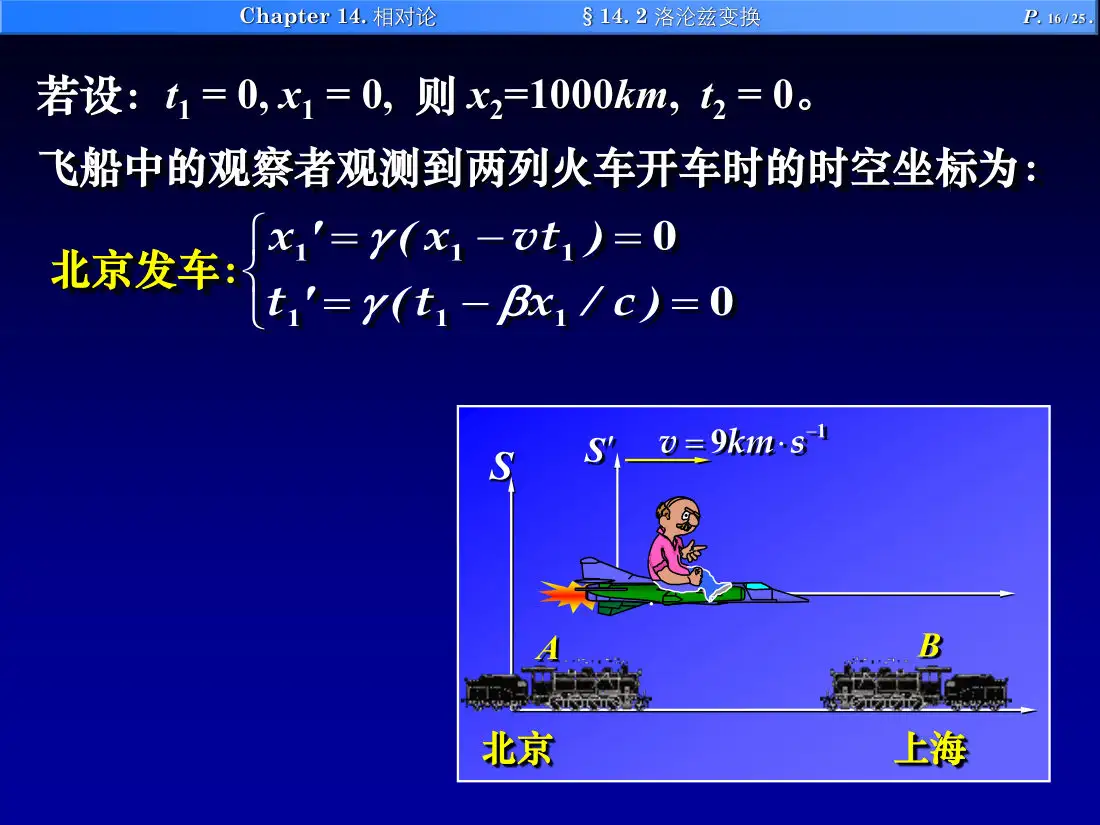 Chapter 14. 相对论 §14.2 洛沦兹变换 P. 16/25.
若设: t₁ = 0, x₁ = 0, 则 x₂=1000km, t₂ = 0。
飞船中的观察者观测到两列火车开车时的时空坐标为:
x₁′ = γ( x₁ − vt₁ ) = 0
北京发车:
t₁′ = γ( t₁ − βx₁ / c ) = 0
S S′ v = 9km·s⁻¹
A B
北京 上海